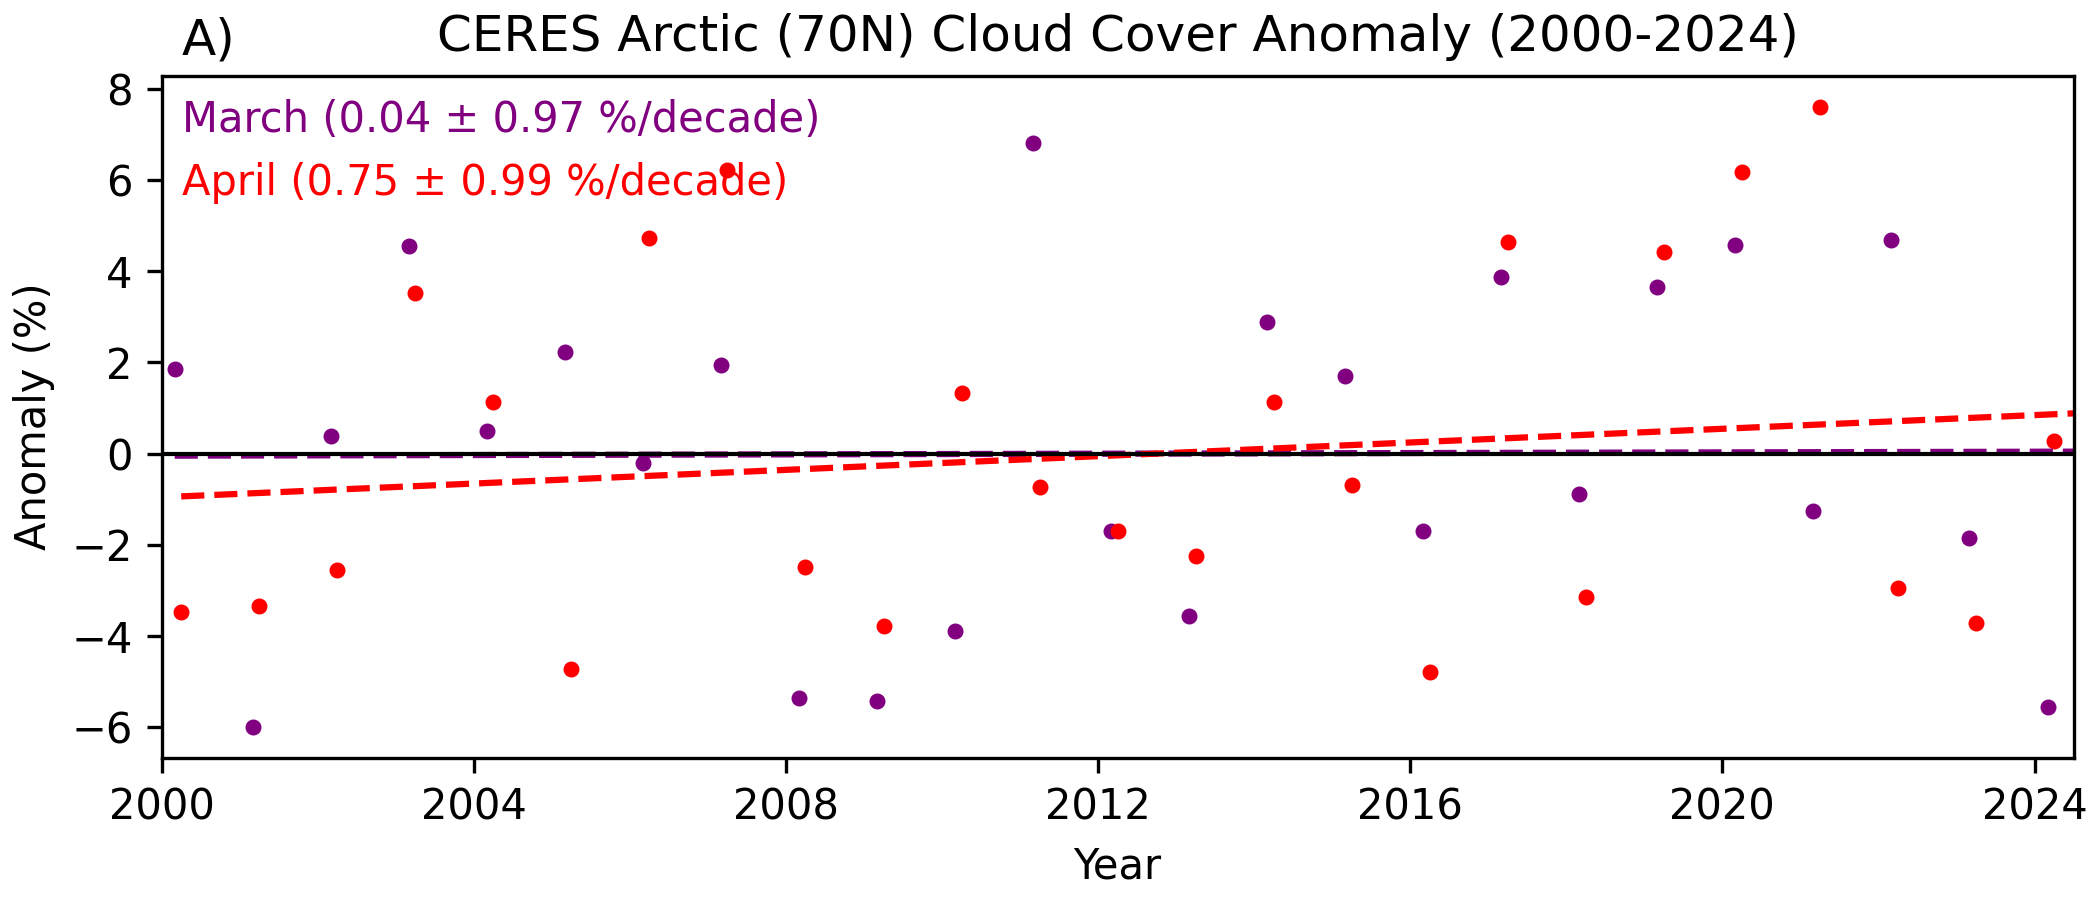 A)
CERES Arctic (70N) Cloud Cover Anomaly (2000-2024)
March (0.04 ± 0.97 %/decade)
April (0.75 ± 0.99 %/decade)
Anomaly (%)
8
6
4
2
0
−2
−4
−6
2000 2004 2008 2012 2016 2020 2024
Year